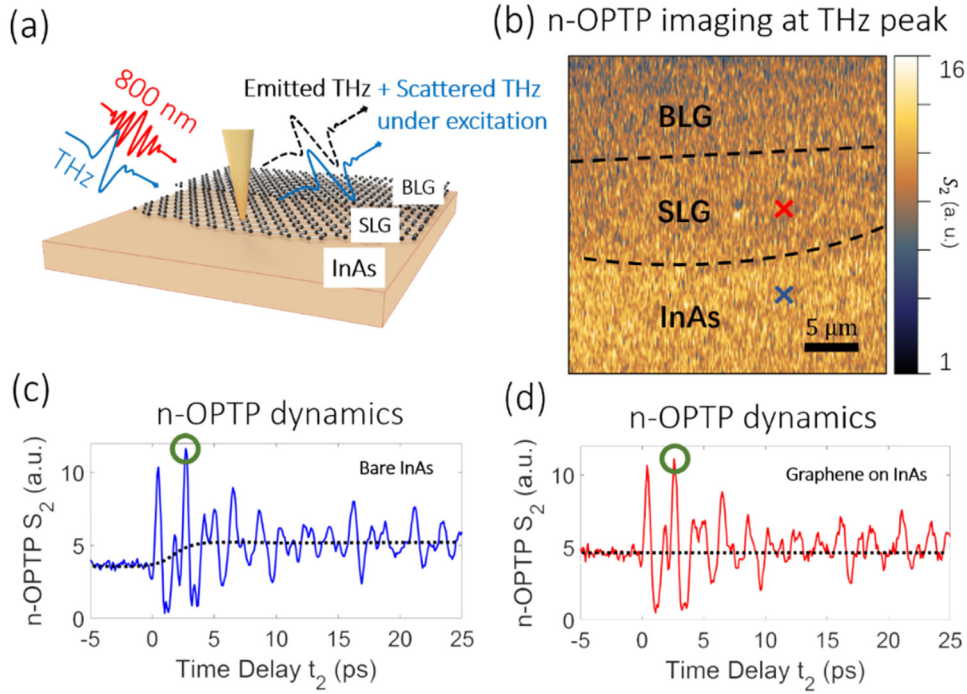 (a)
800 nm
THz
Emitted THz + Scattered THz
under excitation
BLG
SLG
InAs
(b) n-OPTP imaging at THz peak
BLG
SLG
InAs
5 μm
16
S₂ (a. u.)
1
(c)
n-OPTP dynamics
Bare InAs
n-OPTP S₂ (a.u.)
10
5
0
-5 0 5 10 15 20 25
Time Delay t₂ (ps)
(d)
n-OPTP dynamics
Graphene on InAs
n-OPTP S₂ (a.u.)
10
5
0
-5 0 5 10 15 20 25
Time Delay t₂ (ps)